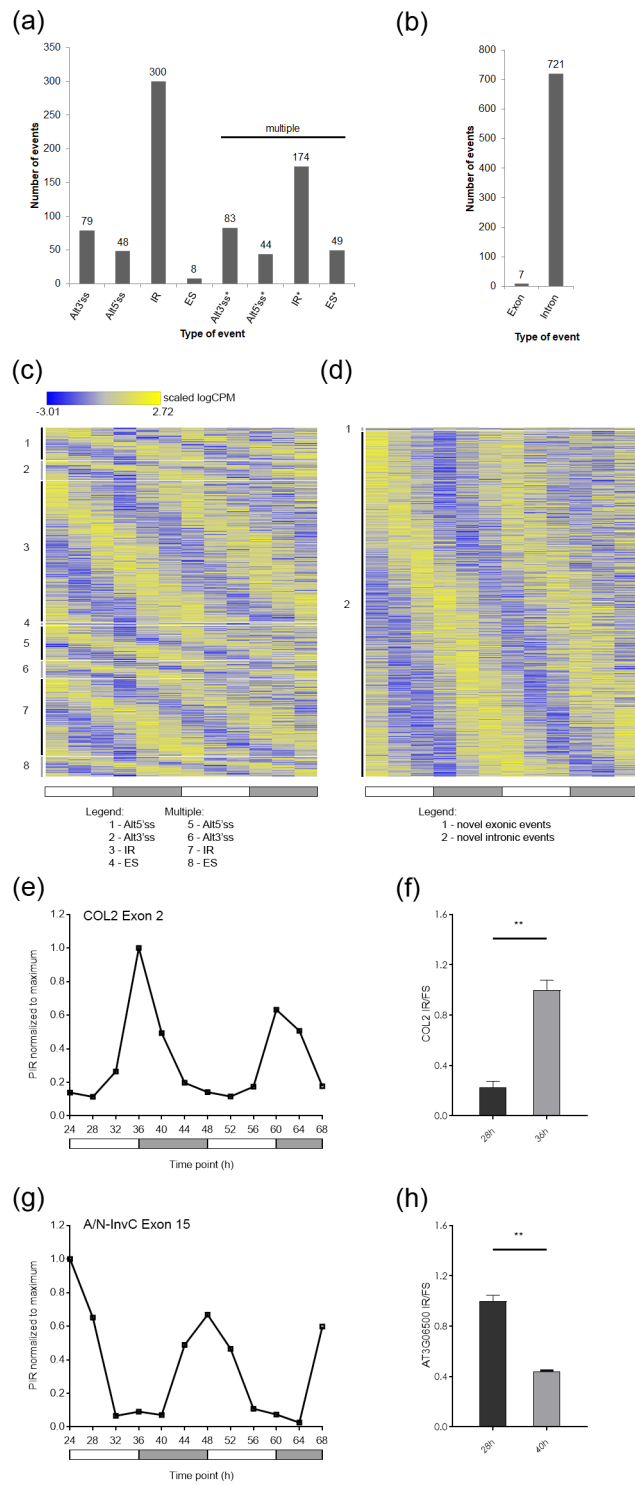 (a)
350
300
250
200
150
100
50
0
Number of events
79
48
300
8
83
44
174
49
multiple
Alt3'ss
Alt5'ss
IR
ES
Alt3'ss*
Alt5'ss*
IR*
ES*
Type of event
(b)
800
700
600
500
400
300
200
100
0
Number of events
7
721
Exon
Intron
Type of event
(c)
scaled logCPM
-3.01
2.72
1
2
3
4
5
6
7
8
Legend:
1 - Alt5'ss
2 - Alt3'ss
3 - IR
4 - ES
Multiple:
5 - Alt5'ss
6 - Alt3'ss
7 - IR
8 - ES
(d)
1
2
Legend:
1 - novel exonic events
2 - novel intronic events
(e)
COL2 Exon 2
1.2
1.0
0.8
0.6
0.4
0.2
0.0
PIR normalized to maximum
24 28 32 36 40 44 48 52 56 60 64 68
Time point (h)
(f)
1.6
1.2
0.8
0.4
0.0
COL2 IR/FS
**
28h
36h
(g)
A/N-InvC Exon 15
1.2
1.0
0.8
0.6
0.4
0.2
0.0
PIR normalized to maximum
24 28 32 36 40 44 48 52 56 60 64 68
Time point (h)
(h)
1.6
1.2
0.8
0.4
0.0
AT3G06500 IR/FS
**
28h
40h